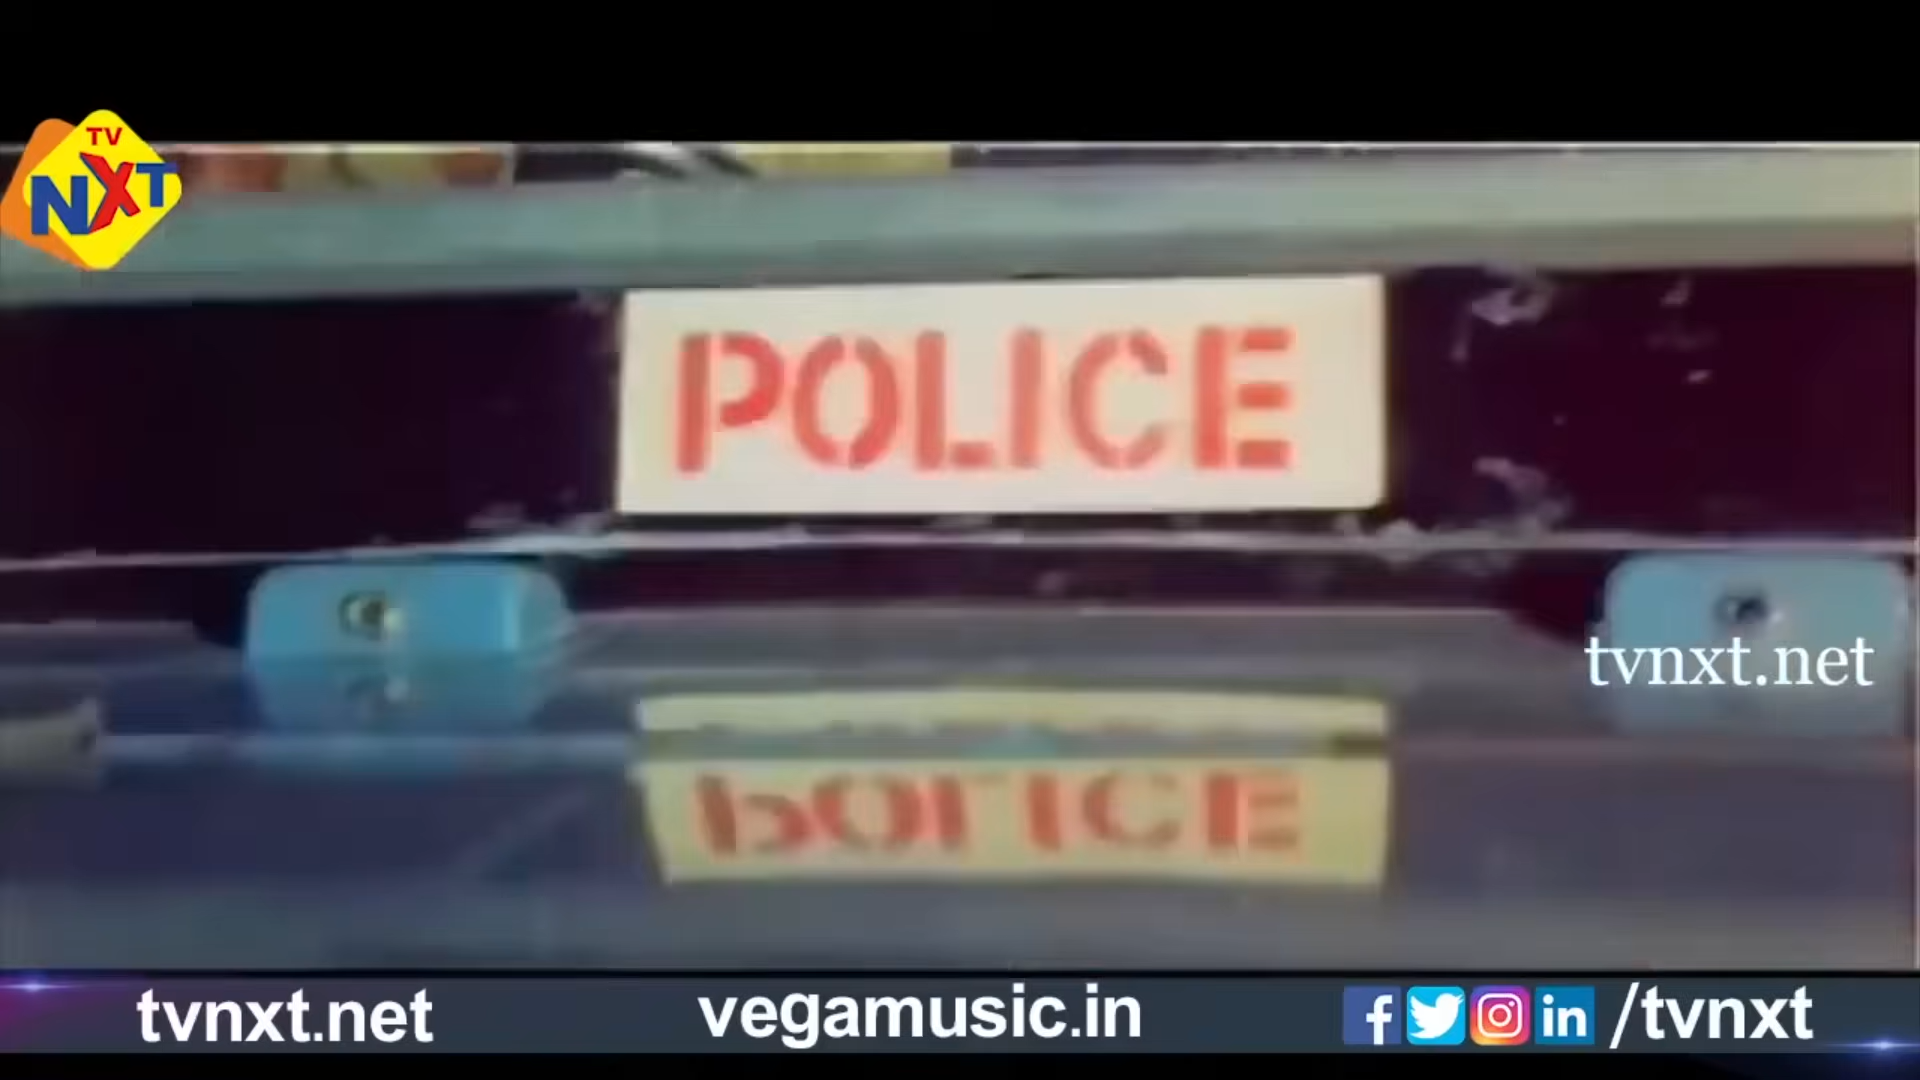 TV
NXT
POLICE
tvnxt.net
POLICE
tvnxt.net
vegamusic.in
/tvnxt